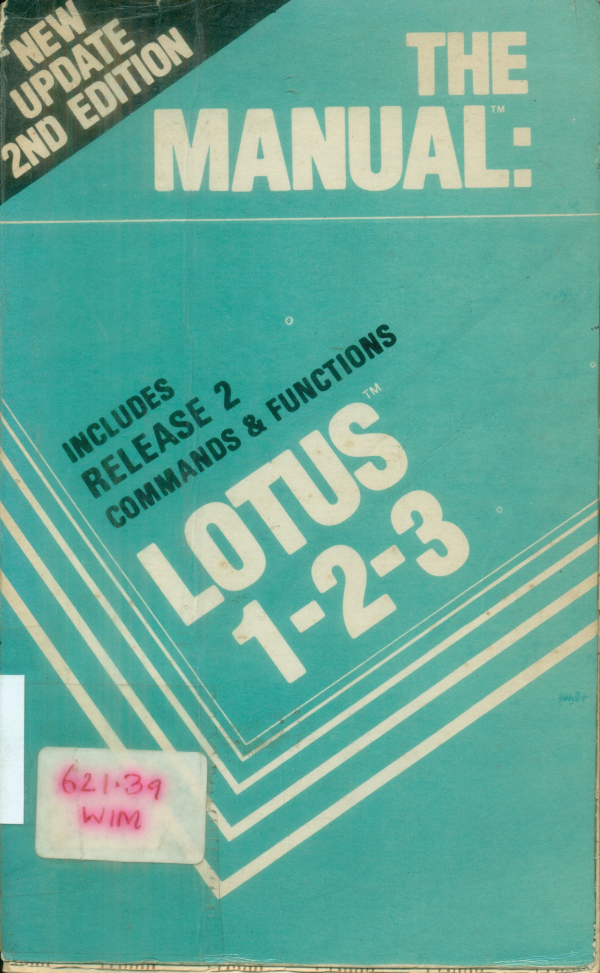 NEW
UPDATE
2ND EDITION
THE
MANUAL:™
INCLUDES
RELEASE 2
COMMANDS & FUNCTIONS
LOTUS™
1-2-3
621.39
WIM